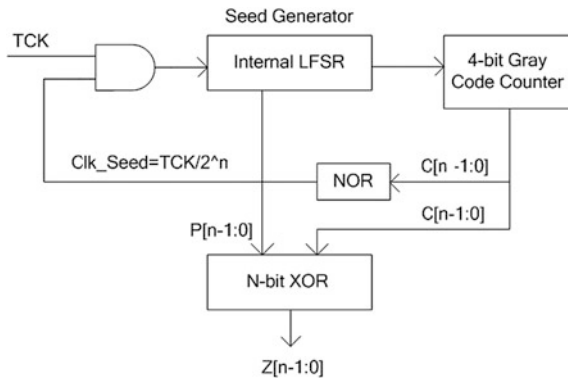 Seed Generator
TCK
Internal LFSR
4-bit Gray
Code Counter
Clk_Seed=TCK/2^n
NOR
C[n -1:0]
C[n-1:0]
P[n-1:0]
N-bit XOR
Z[n-1:0]